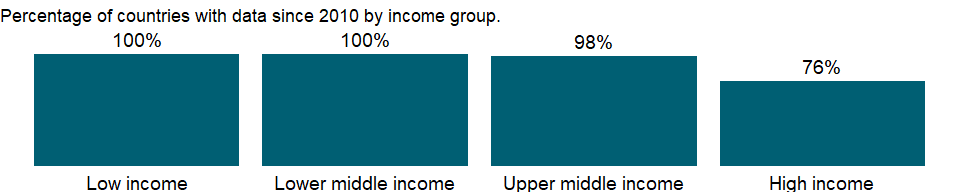 Percentage of countries with data since 2010 by income group.
100% 100% 98% 76%
Low income Lower middle income Upper middle income High income